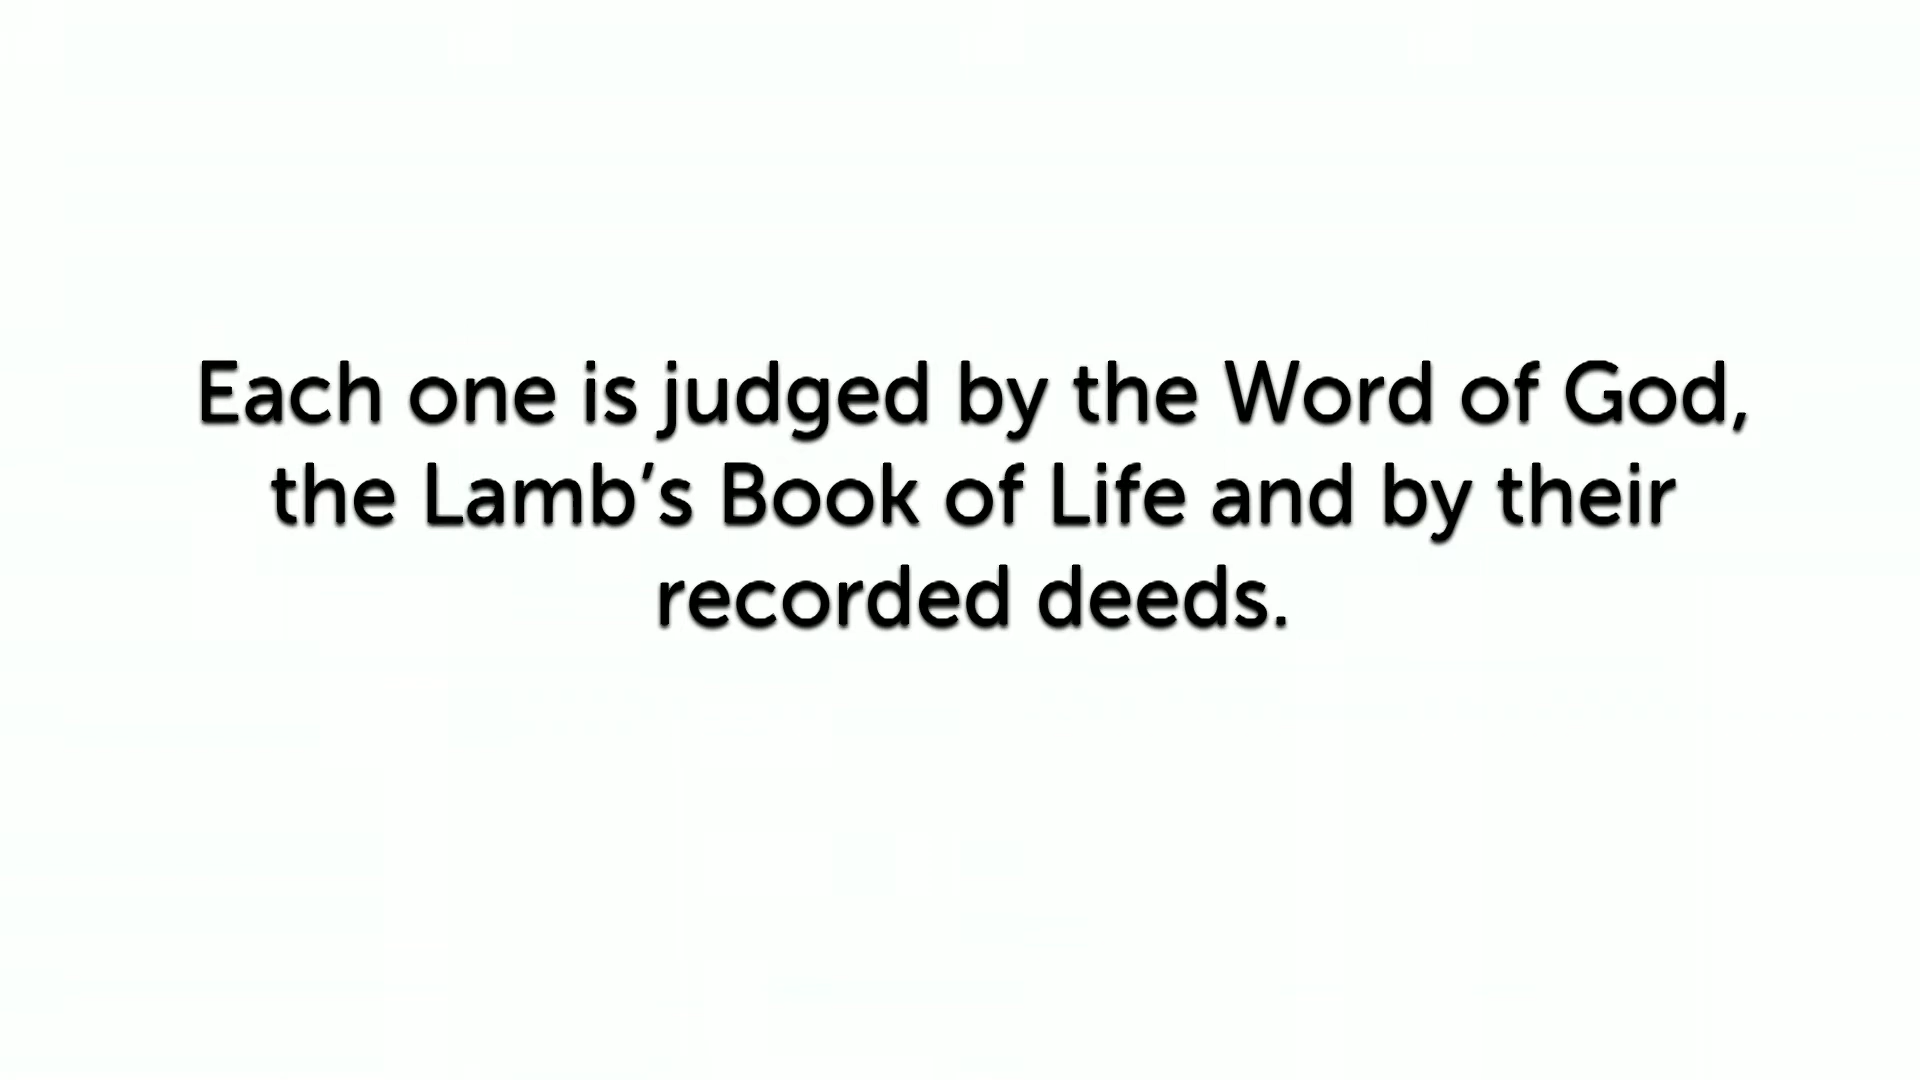 Each one is judged by the Word of God,
the Lamb’s Book of Life and by their
recorded deeds.